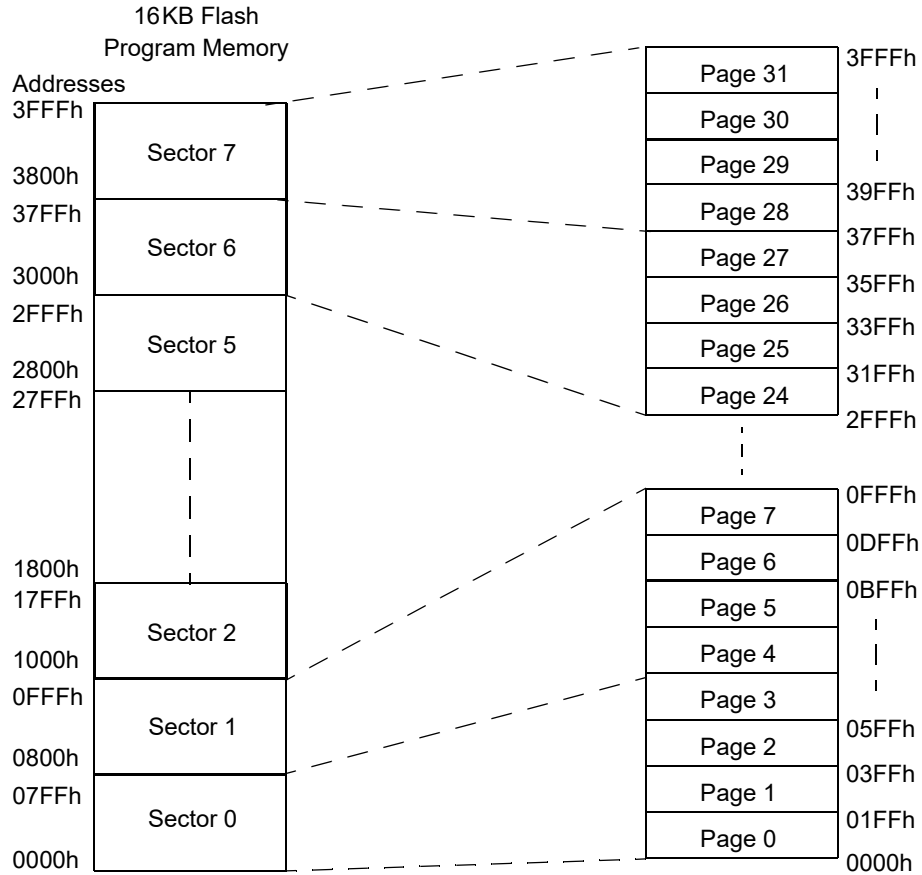 16KB Flash
Program Memory
Addresses
3FFFh
Sector 7
3800h
37FFh
Sector 6
3000h
2FFFh
Sector 5
2800h
27FFh
1800h
17FFh
Sector 2
1000h
0FFFh
Sector 1
0800h
07FFh
Sector 0
0000h
3FFFh
Page 31
Page 30
Page 29
39FFh
Page 28
37FFh
Page 27
35FFh
Page 26
33FFh
Page 25
31FFh
Page 24
2FFFh
0FFFh
Page 7
0DFFh
Page 6
0BFFh
Page 5
Page 4
Page 3
05FFh
Page 2
03FFh
Page 1
01FFh
Page 0
0000h